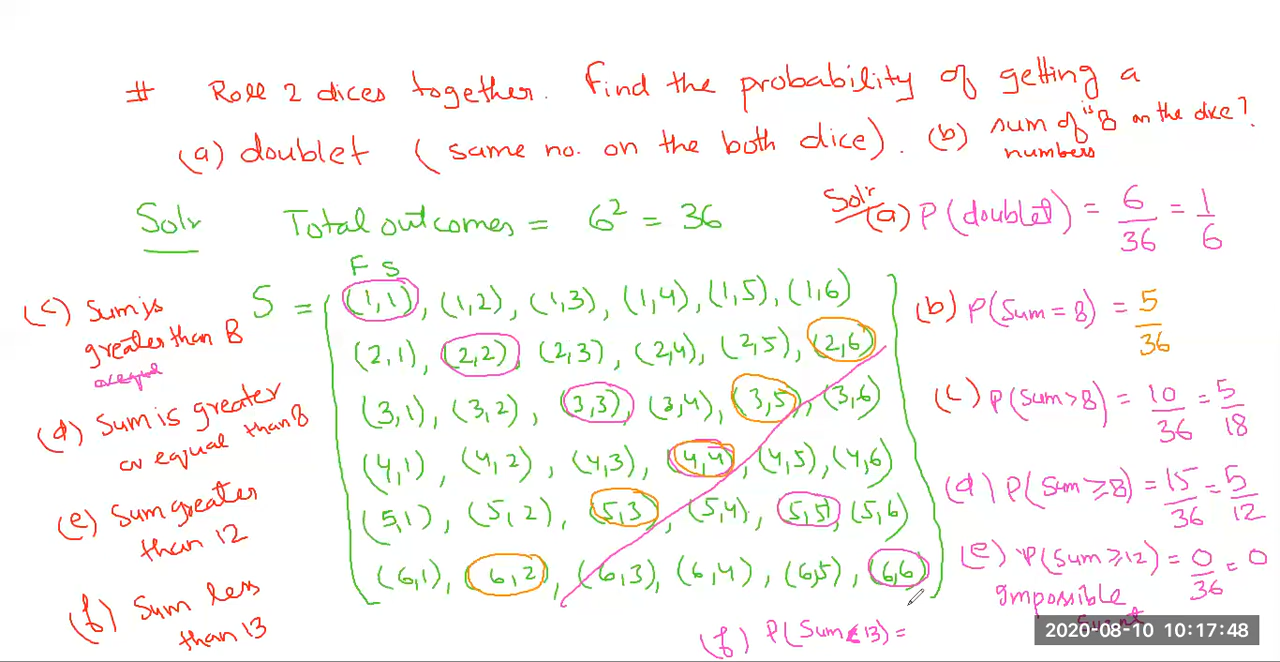 # Roll 2 dices together. Find the probability of getting a
(a) doublet (same no. on the both dice). (b) sum of numbers is 8 on the dice?
Soln Total outcomes = 6² = 36
F S
S = { (1,1), (1,2), (1,3), (1,4), (1,5), (1,6)
(2,1), (2,2), (2,3), (2,4), (2,5), (2,6)
(3,1), (3,2), (3,3), (3,4), (3,5), (3,6)
(4,1), (4,2), (4,3), (4,4), (4,5), (4,6)
(5,1), (5,2), (5,3), (5,4), (5,5), (5,6)
(6,1), (6,2), (6,3), (6,4), (6,5), (6,6) }
(c) Sum is
greater than 8
or equal
(d) Sum is greater
or equal than 8
(e) Sum greater
than 12
(f) Sum less
than 13
Soln (a) P(doublet) = 6/36 = 1/6
(b) P(Sum = 8) = 5/36
(c) P(Sum > 8) = 10/36 = 5/18
(d) P(Sum ≥ 8) = 15/36 = 5/12
(e) P(Sum ≥ 12) = 0/36 = 0
Impossible
(f) P(Sum < 13) =
2020-08-10 10:17:48